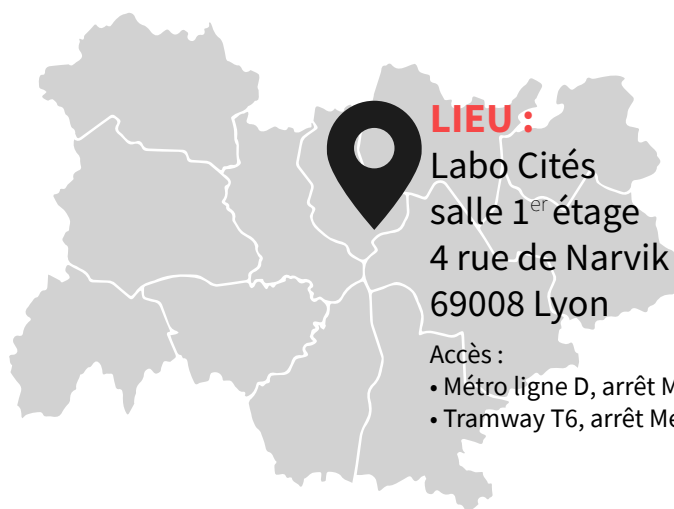 LIEU :
Labo Cités
salle 1er étage
4 rue de Narvik
69008 Lyon
Accès :
• Métro ligne D, arrêt M
• Tramway T6, arrêt Me